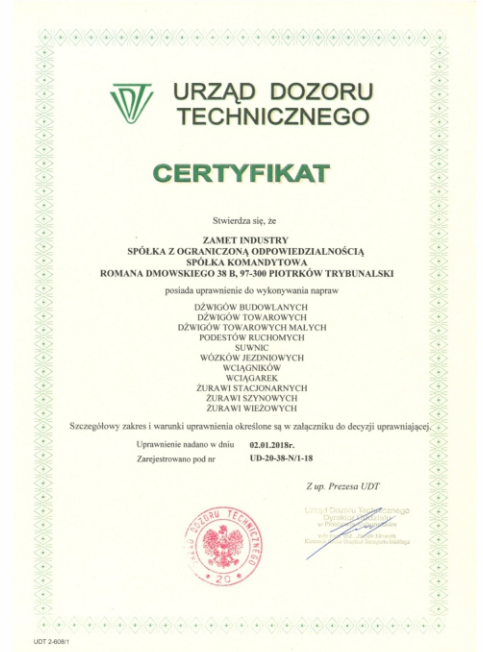 UDT
URZĄD DOZORU
TECHNICZNEGO
CERTYFIKAT
Stwierdza się, że
ZAMET INDUSTRY
SPÓŁKA Z OGRANICZONĄ ODPOWIEDZIALNOŚCIĄ
SPÓŁKA KOMANDYTOWA
ROMANA DMOWSKIEGO 38 B, 97-300 PIOTRKÓW TRYBUNALSKI
posiada uprawnienie do wykonywania napraw
DŹWIGÓW BUDOWLANYCH
DŹWIGÓW TOWAROWYCH
DŹWIGÓW TOWAROWYCH MAŁYCH
PODESTÓW RUCHOMYCH
SUWNIC
WÓZKÓW JEZDNIOWYCH
WCIĄGNIKÓW
WCIĄGAREK
ŻURAWI STACJONARNYCH
ŻURAWI SZYNOWYCH
ŻURAWI WIEŻOWYCH
Szczegółowy zakres i warunki uprawnienia określone są w załączniku do decyzji uprawniającej.
Uprawnienie nadano w dniu 02.01.2018r.
Zarejestrowano pod nr UD-20-38-N/1-18
Z up. Prezesa UDT
Urząd Dozoru Technicznego
URZĄD DOZORU TECHNICZNEGO
* 20 *
UDT 2-608/1